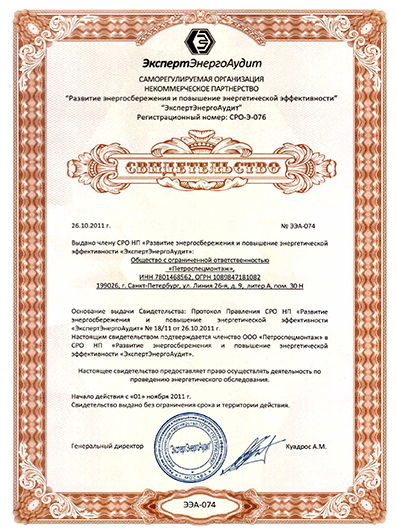 ЭкспертЭнергоАудит
САМОРЕГУЛИРУЕМАЯ ОРГАНИЗАЦИЯ
НЕКОММЕРЧЕСКОЕ ПАРТНЕРСТВО
"Развитие энергосбережения и повышение энергетической эффективности"
"ЭкспертЭнергоАудит"
Регистрационный номер: СРО-Э-076
СВИДЕТЕЛЬСТВО
26.10.2011 г. № ЭЭА-074
Выдано члену СРО НП «Развитие энергосбережения и повышение энергетической
эффективности «ЭкспертЭнергоАудит»:
Общество с ограниченной ответственностью
«Петроспецмонтаж»,
ИНН 7801468562, ОГРН 1089847181082
199026, г. Санкт-Петербург, ул. Линия 26-я, д. 9, литер А, пом. 30 Н
Основание выдачи Свидетельства: Протокол Правления СРО НП «Развитие
энергосбережения и повышение энергетической эффективности
«ЭкспертЭнергоАудит» № 18/11 от 26.10.2011 г.
Настоящим свидетельством подтверждается членство ООО «Петроспецмонтаж» в
СРО НП «Развитие энергосбережения и повышение энергетической
эффективности «ЭкспертЭнергоАудит».
Настоящее свидетельство предоставляет право осуществлять деятельность по
проведению энергетического обследования.
Начало действия с «01» ноября 2011 г.
Свидетельство выдано без ограничения срока и территории действия.
Генеральный директор Куадрос А.М.
ЭкспертЭнергоАудит
ЭЭА-074